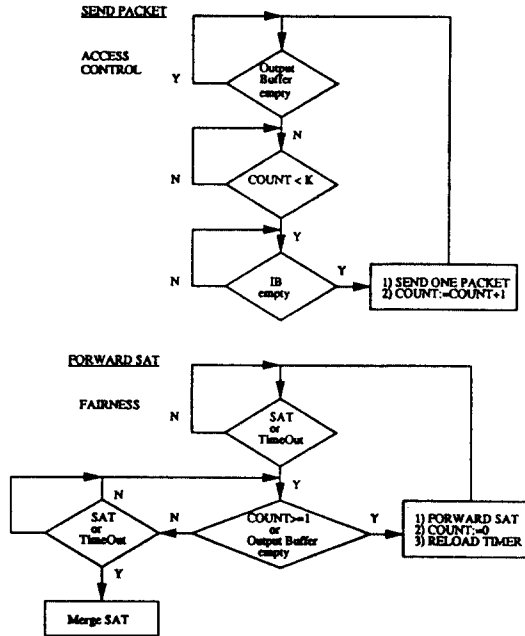 SEND PACKET
ACCESS
CONTROL
Y
Output
Buffer
empty
N
N
COUNT < K
Y
N
IB
empty
Y
1) SEND ONE PACKET
2) COUNT:=COUNT+1
FORWARD SAT
FAIRNESS
N
SAT
or
TimeOut
Y
N
SAT
or
TimeOut
N
COUNT>=1
or
Output Buffer
empty
Y
1) FORWARD SAT
2) COUNT:=0
3) RELOAD TIMER
Y
Merge SAT